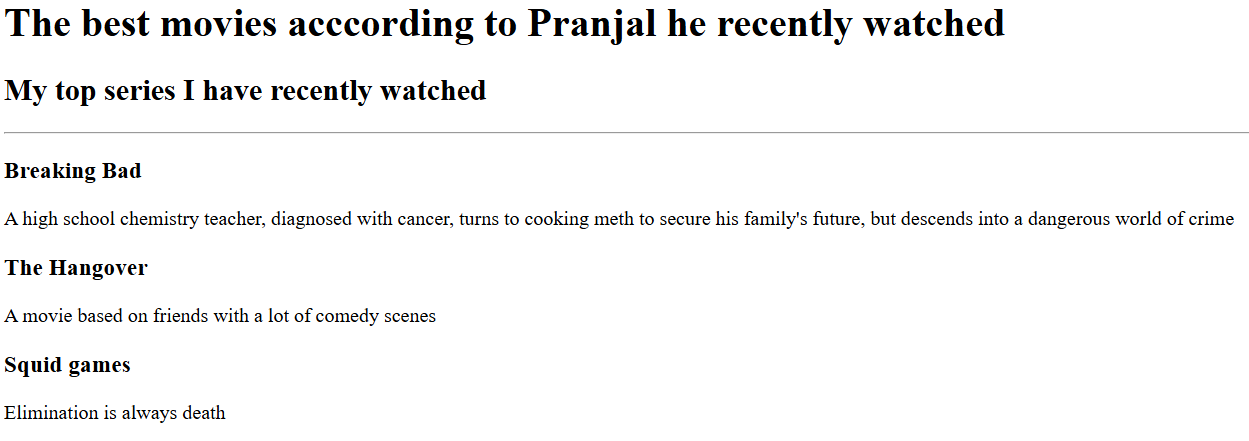 The best movies acccording to Pranjal he recently watched
My top series I have recently watched
Breaking Bad
A high school chemistry teacher, diagnosed with cancer, turns to cooking meth to secure his family's future, but descends into a dangerous world of crime
The Hangover
A movie based on friends with a lot of comedy scenes
Squid games
Elimination is always death